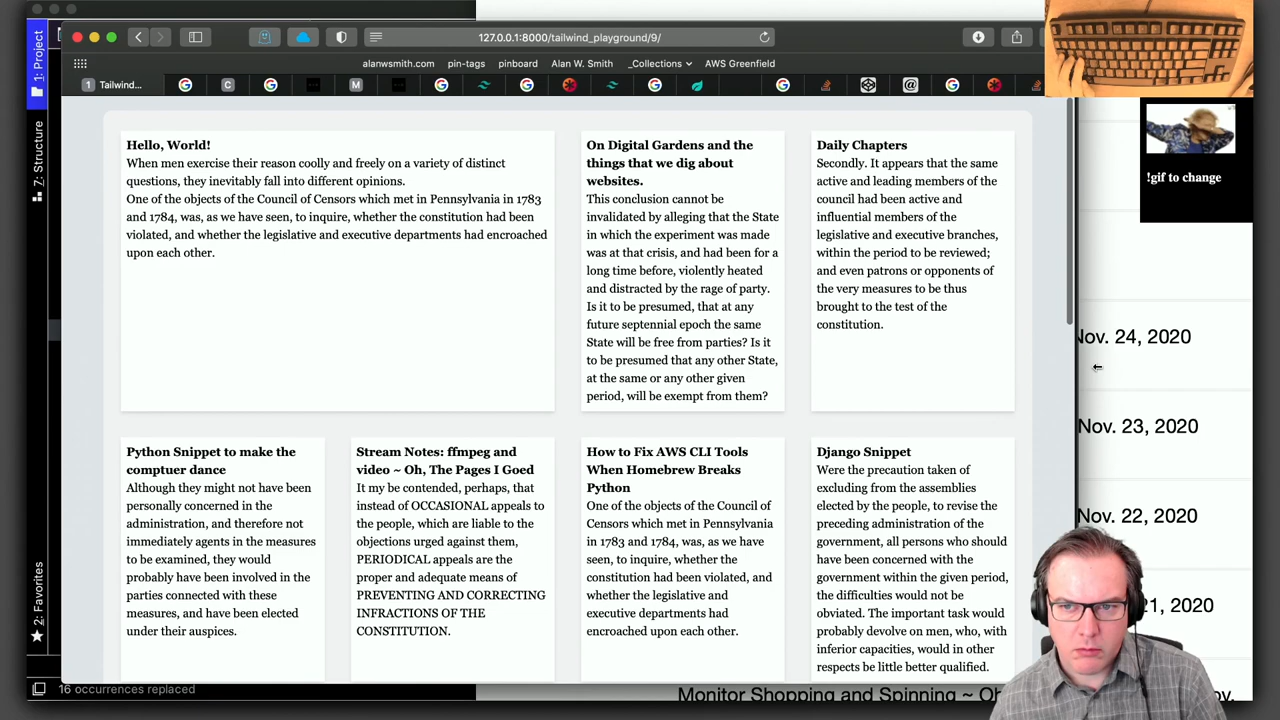 1: Project
7: Structure
2: Favorites
127.0.0.1:8000/tailwind_playground/9/
alanwsmith.com
pin-tags
pinboard
Alan W. Smith
_Collections
AWS Greenfield
1 Tailwind...
Hello, World!
When men exercise their reason coolly and freely on a variety of distinct
questions, they inevitably fall into different opinions.
One of the objects of the Council of Censors which met in Pennsylvania in 1783
and 1784, was, as we have seen, to inquire, whether the constitution had been
violated, and whether the legislative and executive departments had encroached
upon each other.
On Digital Gardens and the
things that we dig about
websites.
This conclusion cannot be
invalidated by alleging that the State
in which the experiment was made
was at that crisis, and had been for a
long time before, violently heated
and distracted by the rage of party.
Is it to be presumed, that at any
future septennial epoch the same
State will be free from parties? Is it
to be presumed that any other State,
at the same or any other given
period, will be exempt from them?
Daily Chapters
Secondly. It appears that the same
active and leading members of the
council had been active and
influential members of the
legislative and executive branches,
within the period to be reviewed;
and even patrons or opponents of
the very measures to be thus
brought to the test of the
constitution.
Python Snippet to make the
comptuer dance
Although they might not have been
personally concerned in the
administration, and therefore not
immediately agents in the measures
to be examined, they would
probably have been involved in the
parties connected with these
measures, and have been elected
under their auspices.
Stream Notes: ffmpeg and
video ~ Oh, The Pages I Goed
It my be contended, perhaps, that
instead of OCCASIONAL appeals to
the people, which are liable to the
objections urged against them,
PERIODICAL appeals are the
proper and adequate means of
PREVENTING AND CORRECTING
INFRACTIONS OF THE
CONSTITUTION.
How to Fix AWS CLI Tools
When Homebrew Breaks
Python
One of the objects of the Council of
Censors which met in Pennsylvania
in 1783 and 1784, was, as we have
seen, to inquire, whether the
constitution had been violated, and
whether the legislative and
executive departments had
encroached upon each other.
Django Snippet
Were the precaution taken of
excluding from the assemblies
elected by the people, to revise the
preceding administration of the
government, all persons who should
have been concerned with the
government within the given period,
the difficulties would not be
obviated. The important task would
probably devolve on men, who, with
inferior capacities, would in other
respects be little better qualified.
!gif to change
Nov. 24, 2020
Nov. 23, 2020
Nov. 22, 2020
21, 2020
Monitor Shopping and Spinning ~ Oh
ov.
16 occurrences replaced